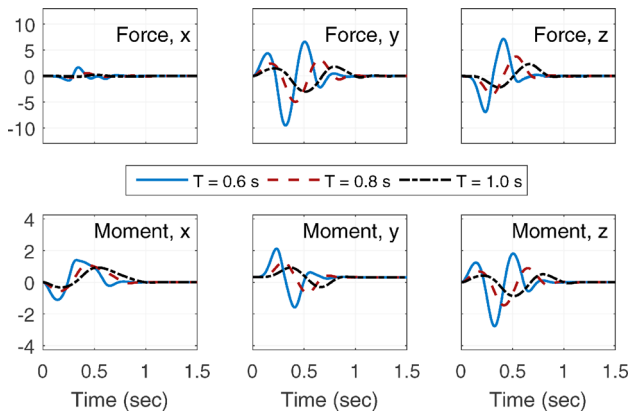 10
5
0
-5
-10
Force, x
Force, y
Force, z
T = 0.6 s
T = 0.8 s
T = 1.0 s
4
2
0
-2
-4
Moment, x
Moment, y
Moment, z
0 0.5 1 1.5
0 0.5 1 1.5
0 0.5 1 1.5
Time (sec)
Time (sec)
Time (sec)